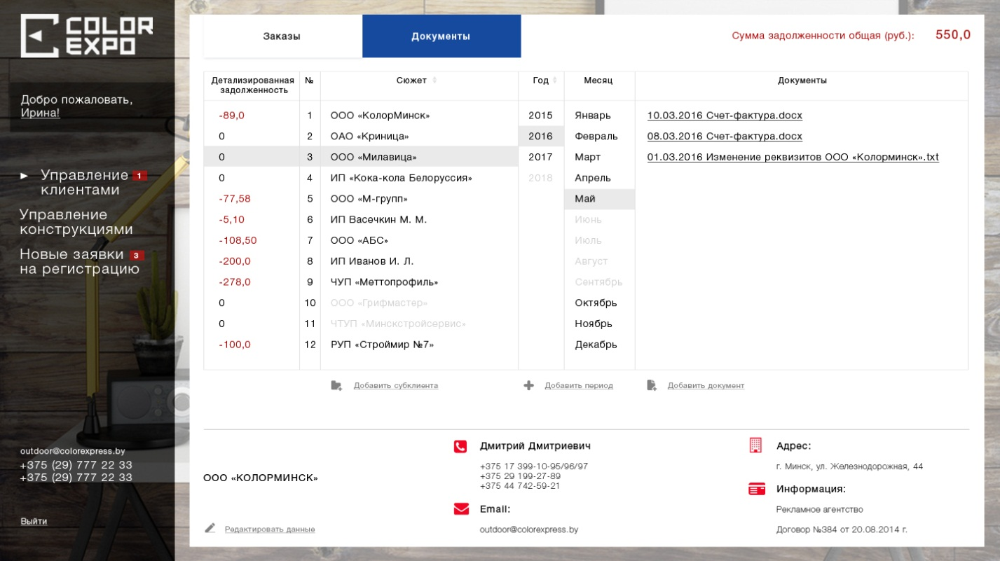 COLOR
EXPO
Добро пожаловать,
Ирина!
Управление 1
клиентами
Управление
конструкциями
Новые заявки 3
на регистрацию
outdoor@colorexpress.by
+375 (29) 777 22 33
+375 (29) 777 22 33
Выйти
Заказы
Документы
Сумма задолженности общая (руб.): 550,0
Детализированная
задолженность
№
Сюжет
Год
Месяц
Документы
-89,0 1 ООО «КолорМинск» 2015 Январь 10.03.2016 Счет-фактура.docx
0 2 ОАО «Криница» 2016 Февраль 08.03.2016 Счет-фактура.docx
0 3 ООО «Милавица» 2017 Март 01.03.2016 Изменение реквизитов ООО «Колорминск».txt
0 4 ИП «Кока-кола Белоруссия» 2018 Апрель
-77,58 5 ООО «М-групп» Май
-5,10 6 ИП Васечкин М. М. Июнь
-108,50 7 ООО «АБС» Июль
-200,0 8 ИП Иванов И. Л. Август
-278,0 9 ЧУП «Меттопрофиль» Сентябрь
0 10 ООО «Грифмастер» Октябрь
0 11 ЧТУП «Минскстройсервис» Ноябрь
-100,0 12 РУП «Строймир №7» Декабрь
Добавить субклиента
Добавить период
Добавить документ
ООО «КОЛОРМИНСК»
Редактировать данные
Дмитрий Дмитриевич
+375 17 399-10-95/96/97
+375 29 199-27-89
+375 44 742-59-21
Email:
outdoor@colorexpress.by
Адрес:
г. Минск, ул. Железнодорожная, 44
Информация:
Рекламное агентство
Договор №384 от 20.08.2014 г.